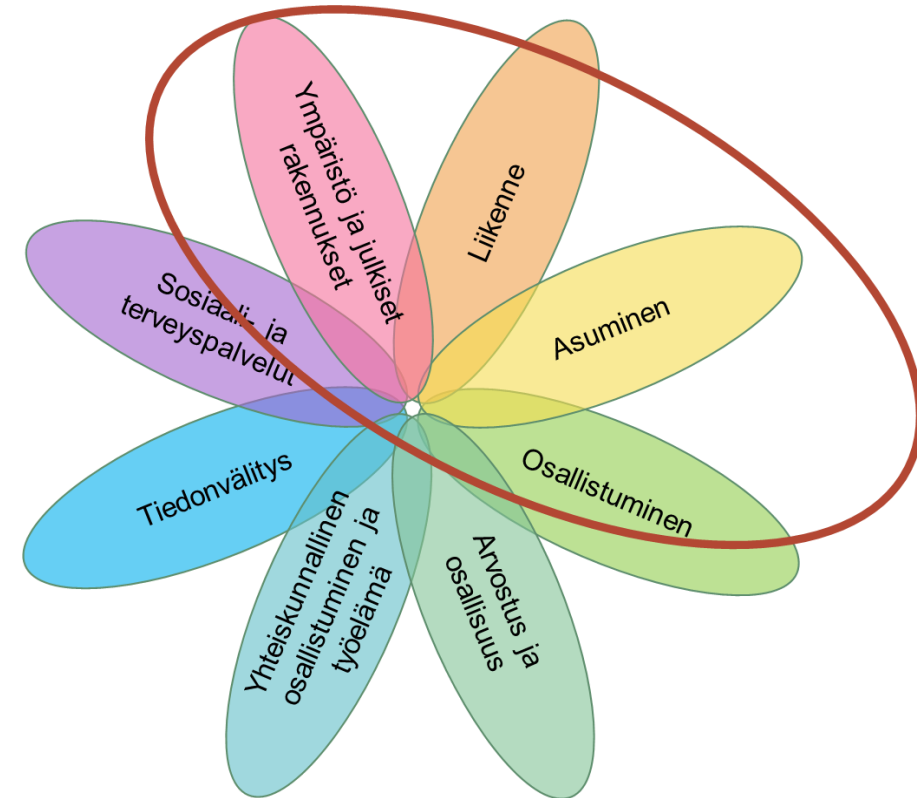 Ympäristö ja julkiset
rakennukset
Liikenne
Asuminen
Osallistuminen
Arvostus ja
osallisuus
Yhteiskunnallinen
osallistuminen ja
työelämä
Tiedonvälitys
Sosiaali- ja
terveyspalvelut